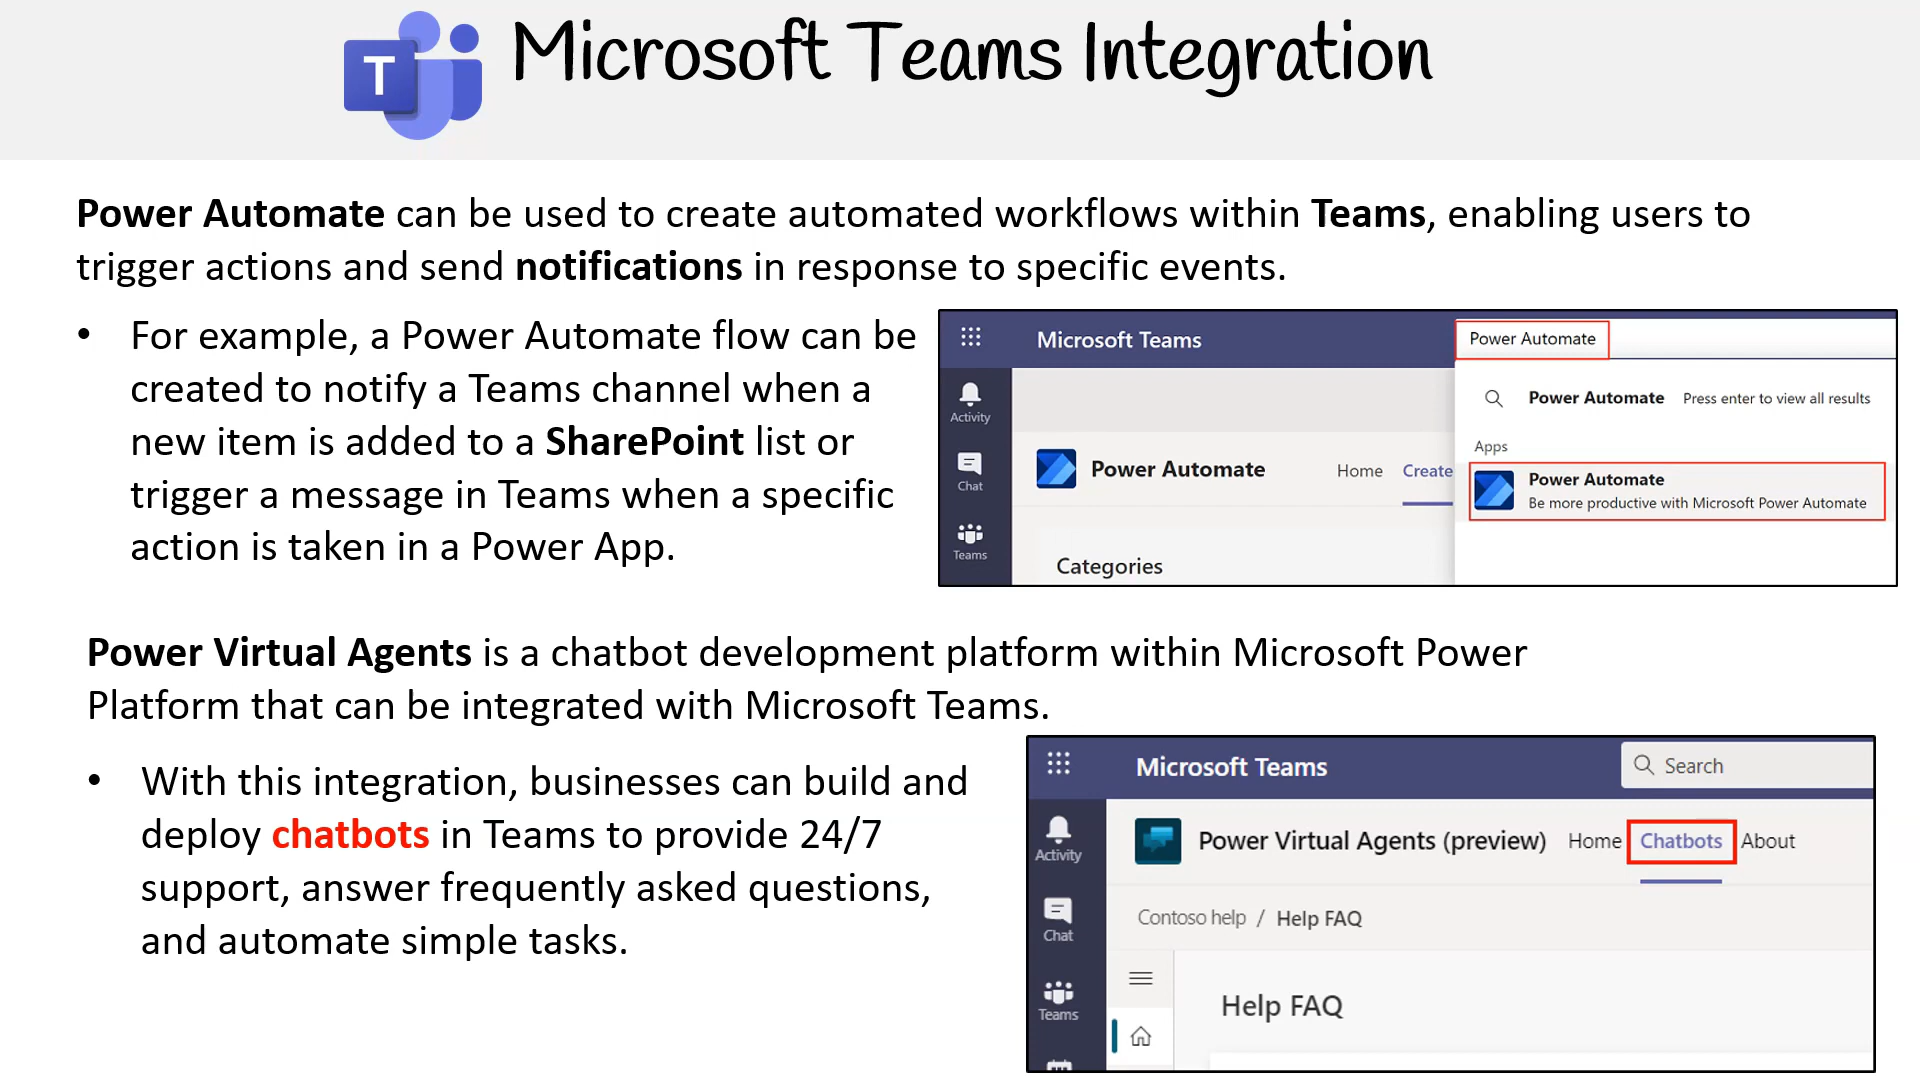 T
Microsoft Teams Integration
Power Automate can be used to create automated workflows within Teams, enabling users to
trigger actions and send notifications in response to specific events.
• For example, a Power Automate flow can be
created to notify a Teams channel when a
new item is added to a SharePoint list or
trigger a message in Teams when a specific
action is taken in a Power App.
Microsoft Teams
Power Automate
Activity
Chat
Teams
Power Automate
Home
Create
Categories
Power Automate Press enter to view all results
Apps
Power Automate
Be more productive with Microsoft Power Automate
Power Virtual Agents is a chatbot development platform within Microsoft Power
Platform that can be integrated with Microsoft Teams.
• With this integration, businesses can build and
deploy chatbots in Teams to provide 24/7
support, answer frequently asked questions,
and automate simple tasks.
Microsoft Teams
Search
Activity
Chat
Teams
Power Virtual Agents (preview) Home Chatbots About
Contoso help / Help FAQ
Help FAQ